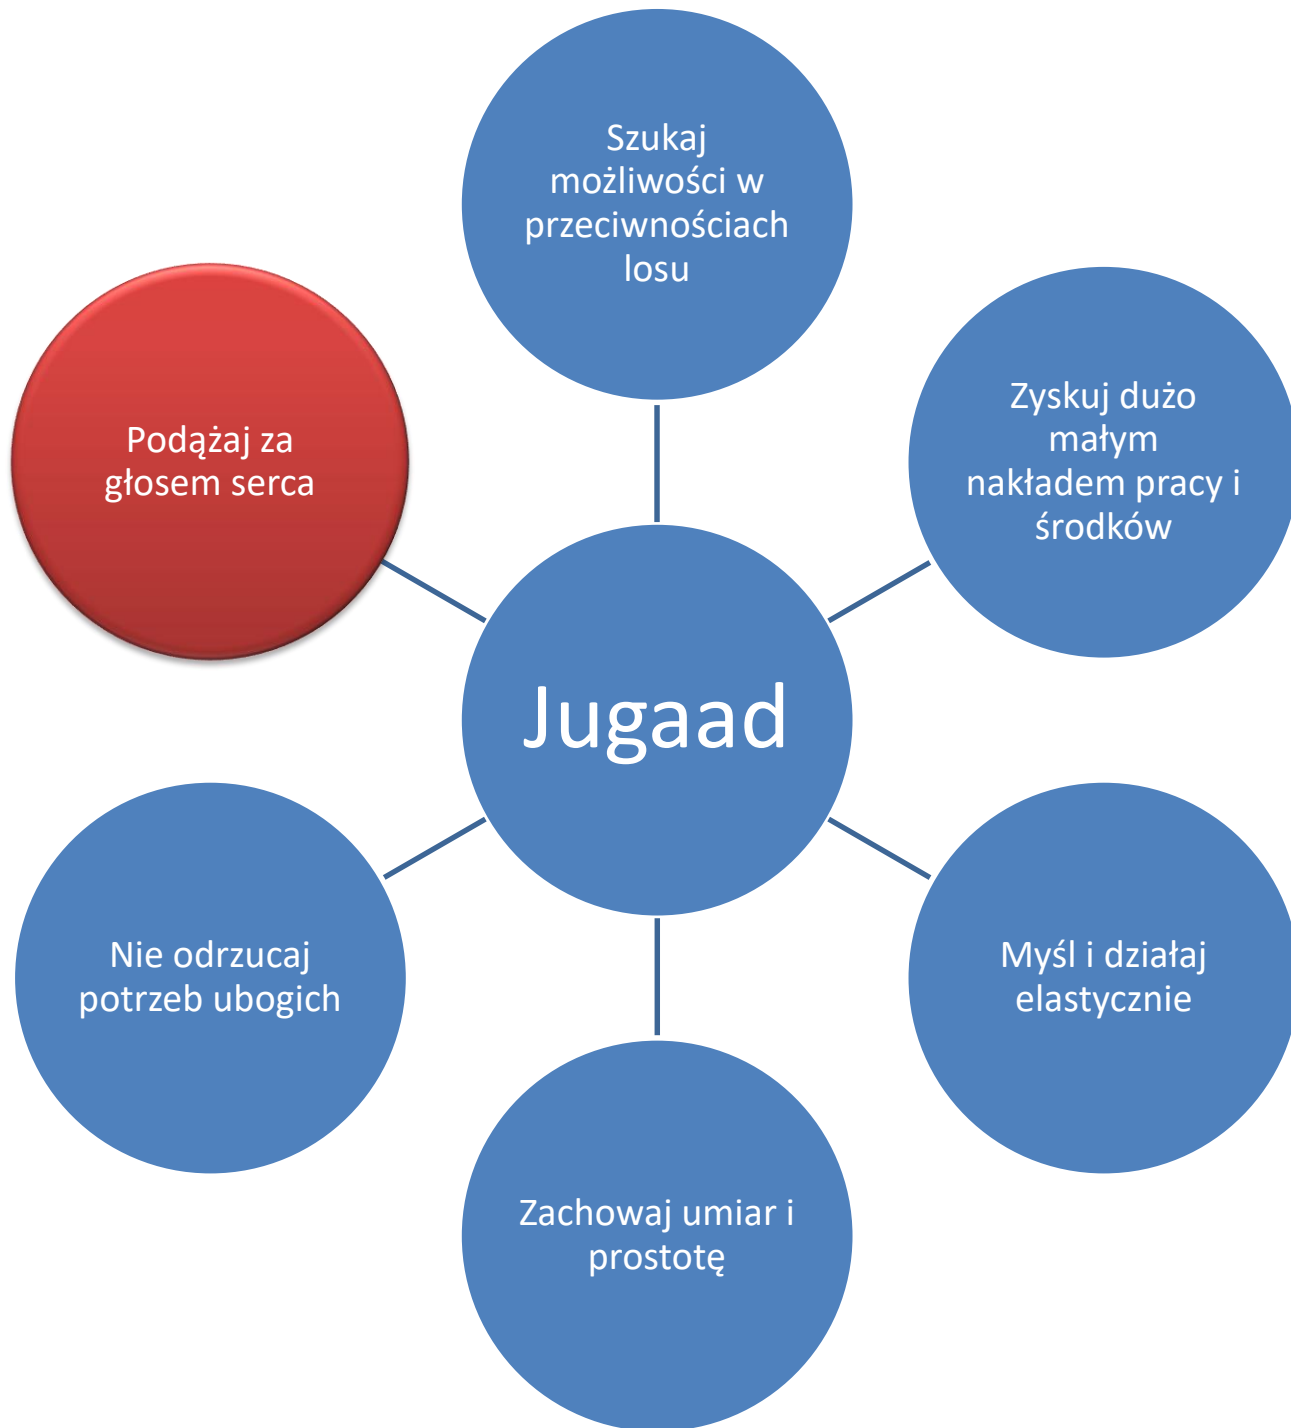 Szukaj
możliwości w
przeciwnościach
losu
Zyskuj dużo
małym
nakładem pracy i
środków
Podążaj za
głosem serca
Jugaad
Nie odrzucaj
potrzeb ubogich
Myśl i działaj
elastycznie
Zachowaj umiar i
prostotę